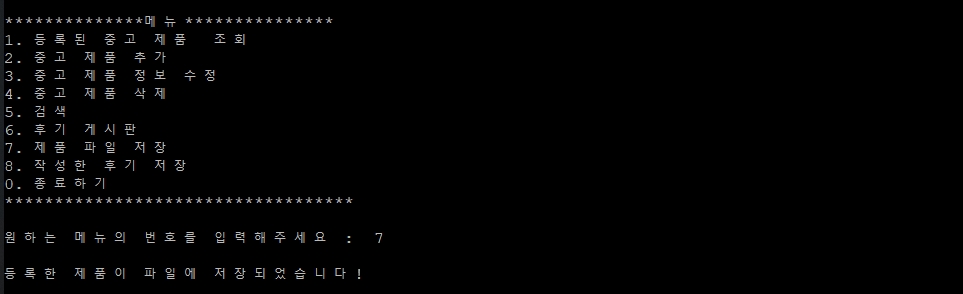 **************메뉴***************
1. 등록된 중고 제품 조회
2. 중고 제품 추가
3. 중고 제품 정보 수정
4. 중고 제품 삭제
5. 검색
6. 후기 게시판
7. 제품 파일 저장
8. 작성한 후기 저장
0. 종료하기
***********************************
원하는 메뉴의 번호를 입력해주세요 : 7
등록한 제품이 파일에 저장되었습니다!